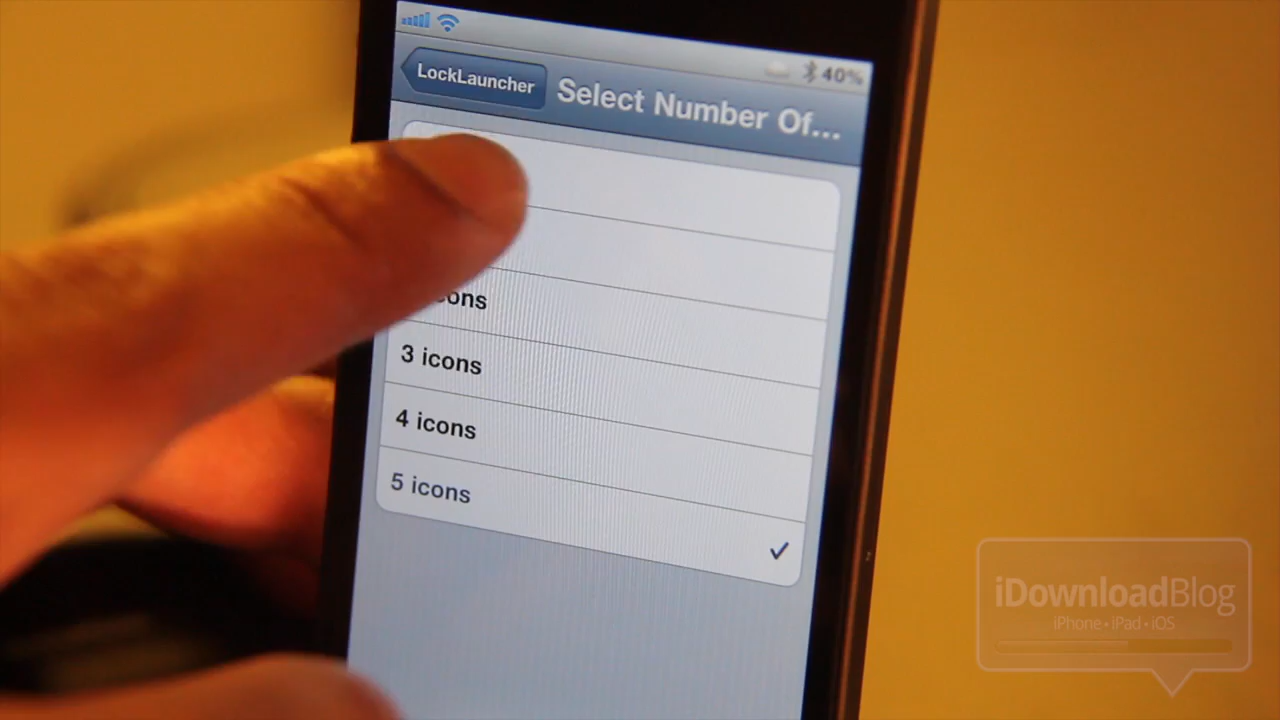 40%
LockLauncher
Select Number Of...
3 icons
4 icons
5 icons
iDownloadBlog
iPhone • iPad • iOS